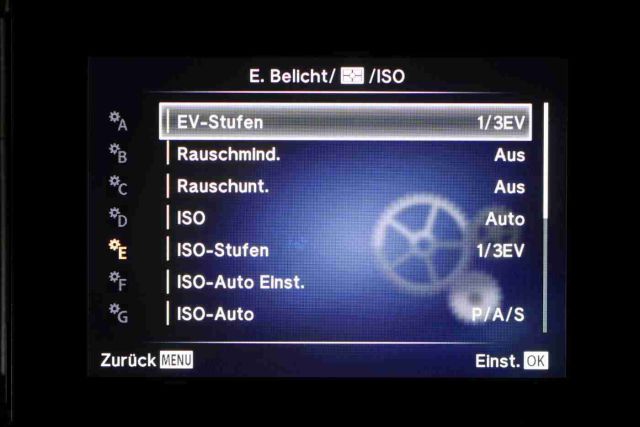 E. Belicht/ /ISO
A
EV-Stufen 1/3EV
B
Rauschmind. Aus
C
Rauschunt. Aus
D
ISO Auto
E
ISO-Stufen 1/3EV
F
ISO-Auto Einst.
G
ISO-Auto P/A/S
Zurück MENU Einst. OK